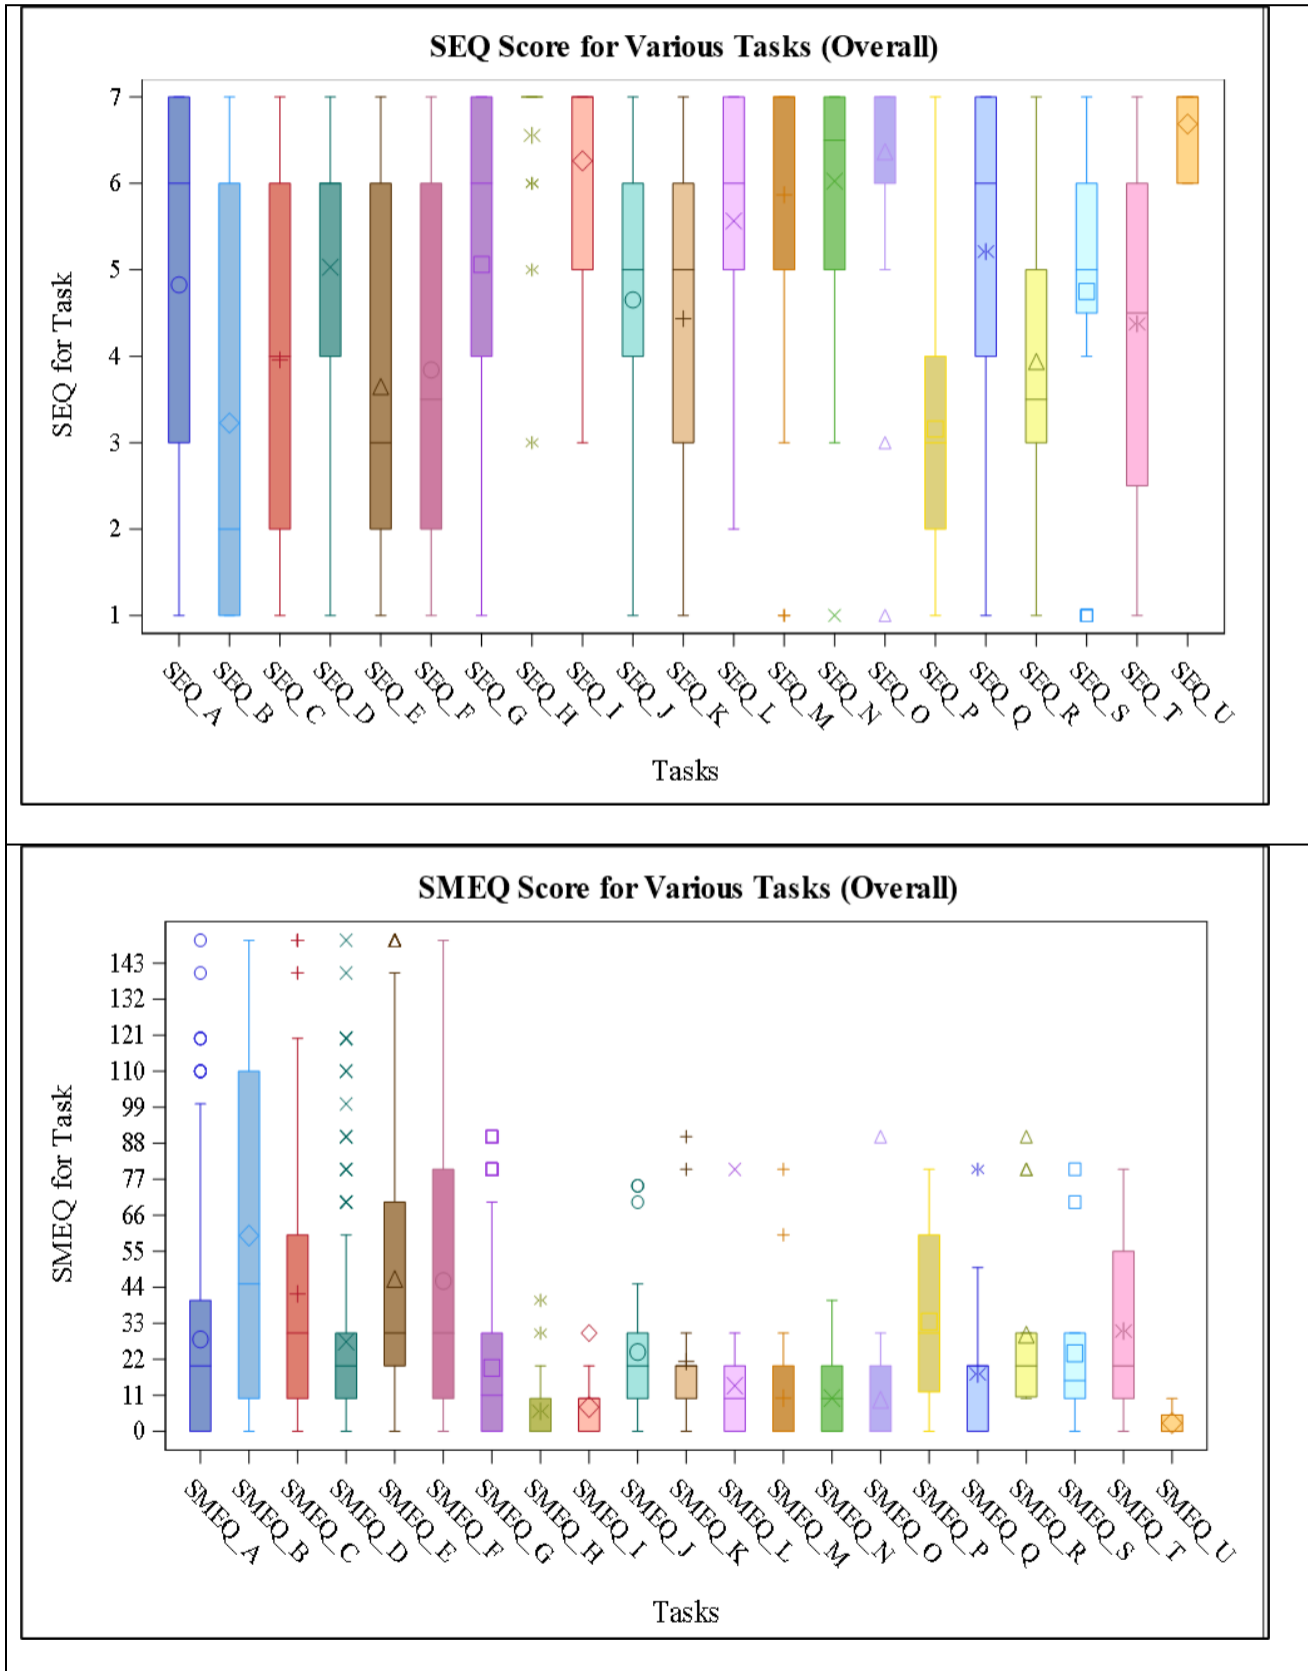 SEQ Score for Various Tasks (Overall)
SEQ for Task
7
6
5
4
3
2
1
SEQ_A
SEQ_B
SEQ_C
SEQ_D
SEQ_E
SEQ_F
SEQ_G
SEQ_H
SEQ_I
SEQ_J
SEQ_K
SEQ_L
SEQ_M
SEQ_N
SEQ_O
SEQ_P
SEQ_Q
SEQ_R
SEQ_S
SEQ_T
SEQ_U
Tasks
SMEQ Score for Various Tasks (Overall)
SMEQ for Task
143
132
121
110
99
88
77
66
55
44
33
22
11
0
SMEQ_A
SMEQ_B
SMEQ_C
SMEQ_D
SMEQ_E
SMEQ_F
SMEQ_G
SMEQ_H
SMEQ_I
SMEQ_J
SMEQ_K
SMEQ_L
SMEQ_M
SMEQ_N
SMEQ_O
SMEQ_P
SMEQ_Q
SMEQ_R
SMEQ_S
SMEQ_T
SMEQ_U
Tasks